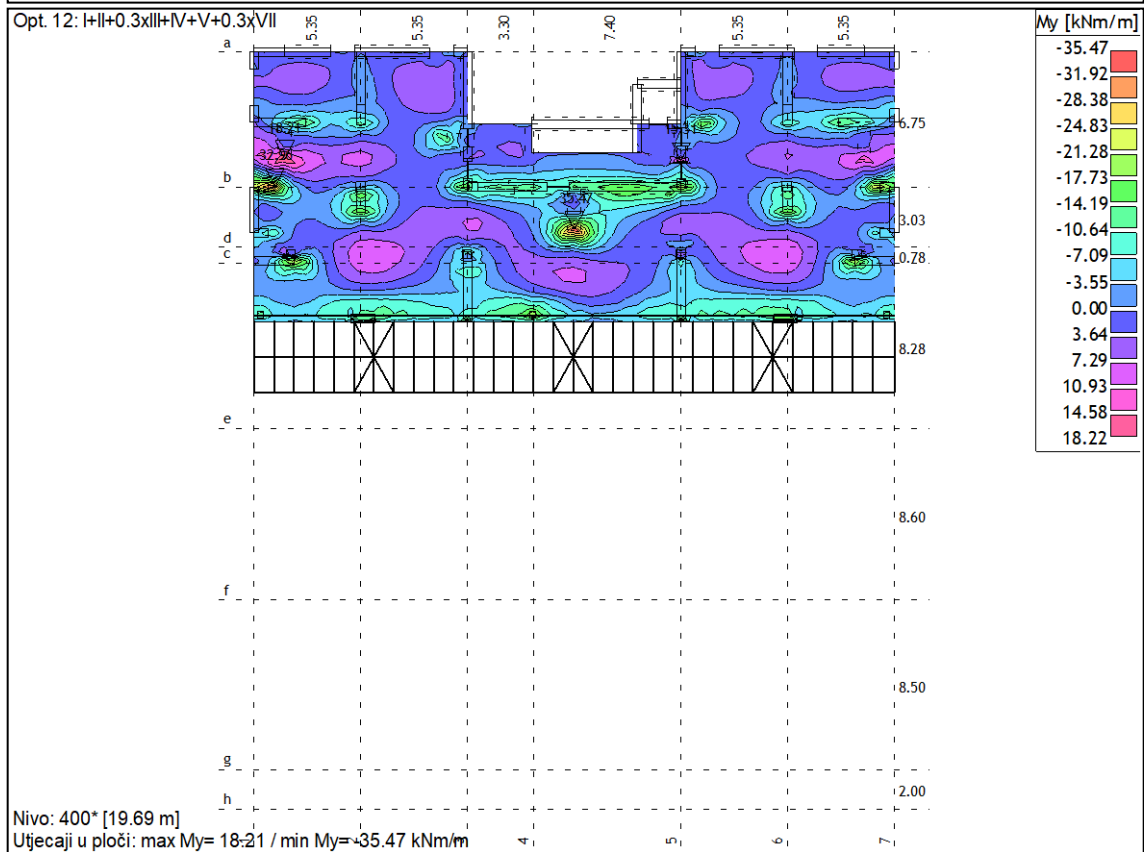 Opt. 12: I+II+0.3xIII+IV+V+0.3xVII
5.35
5.35
3.30
7.40
5.35
5.35
My [kNm/m]
-35.47
-31.92
-28.38
-24.83
-21.28
-17.73
-14.19
-10.64
-7.09
-3.55
0.00
3.64
7.29
10.93
14.58
18.22
a
6.75
b
3.03
d
c
0.78
8.28
e
8.60
f
8.50
g
2.00
h
Nivo: 400* [19.69 m]
Utjecaji u ploči: max My= 18.21 / min My= -35.47 kNm/m
4
5
6
7